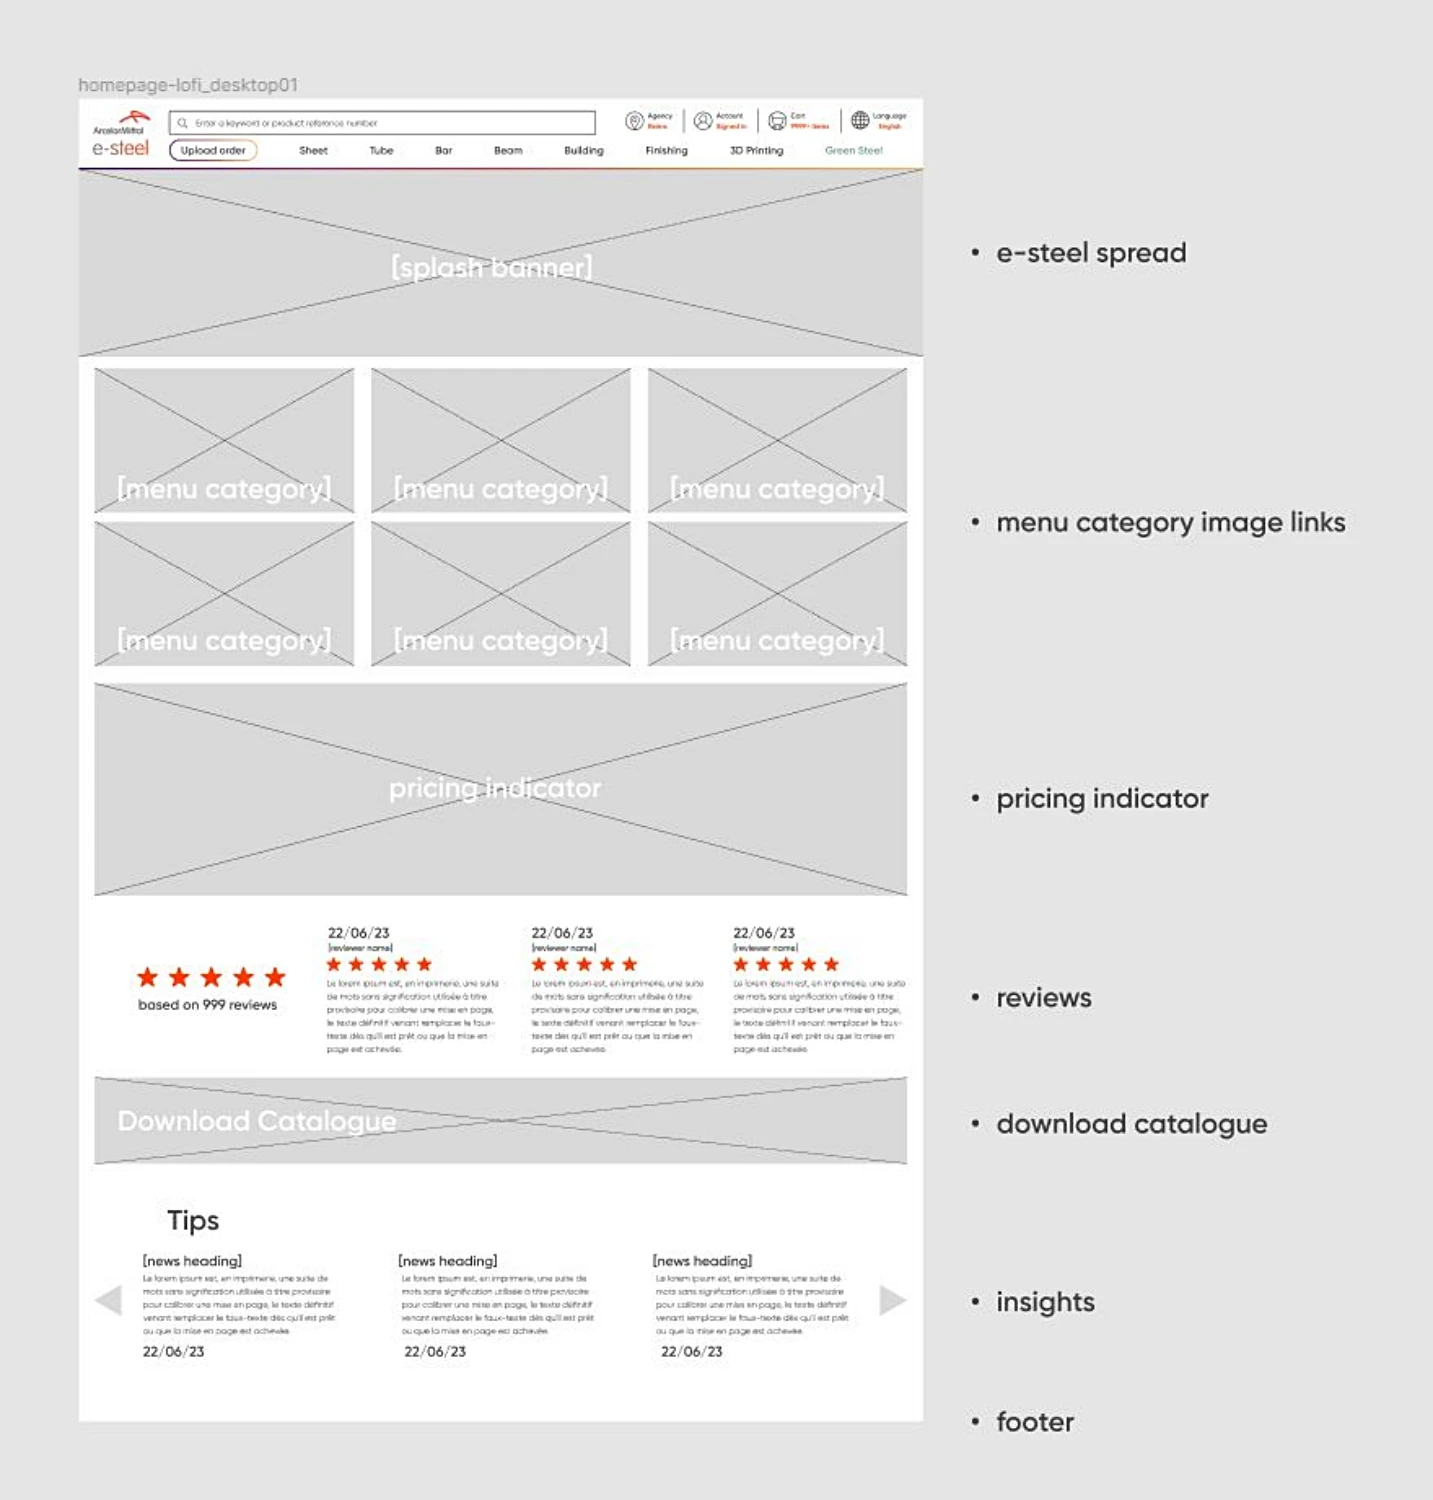 homepage-lofi_desktop01
ArcelorMittal
e-steel
Enter a keyword or product reference number
Agency
Reims
Account
Signed in
Cart
9999+ items
Language
English
Upload order
Sheet
Tube
Bar
Beam
Building
Finishing
3D Printing
Green Steel
[splash banner]
• e-steel spread
[menu category]
[menu category]
[menu category]
• menu category image links
[menu category]
[menu category]
[menu category]
pricing indicator
• pricing indicator
based on 999 reviews
22/06/23
[reviewer name]
Le lorem ipsum est, en imprimerie, une suite
de mots sans signification utilisée à titre
provisoire pour calibrer une mise en page,
le texte définitif venant remplacer le faux-
texte dès qu'il est prêt ou que la mise en
page est achevée.
22/06/23
[reviewer name]
Le lorem ipsum est, en imprimerie, une suite
de mots sans signification utilisée à titre
provisoire pour calibrer une mise en page,
le texte définitif venant remplacer le faux-
texte dès qu'il est prêt ou que la mise en
page est achevée.
22/06/23
[reviewer name]
Le lorem ipsum est, en imprimerie, une suite
de mots sans signification utilisée à titre
provisoire pour calibrer une mise en page,
le texte définitif venant remplacer le faux-
texte dès qu'il est prêt ou que la mise en
page est achevée.
• reviews
Download Catalogue
• download catalogue
Tips
[news heading]
Le lorem ipsum est, en imprimerie, une suite de
mots sans signification utilisée à titre provisoire
pour calibrer une mise en page, le texte définitif
venant remplacer le faux-texte dès qu'il est prêt
ou que la mise en page est achevée.
22/06/23
[news heading]
Le lorem ipsum est, en imprimerie, une suite de
mots sans signification utilisée à titre provisoire
pour calibrer une mise en page, le texte définitif
venant remplacer le faux-texte dès qu'il est prêt
ou que la mise en page est achevée.
22/06/23
[news heading]
Le lorem ipsum est, en imprimerie, une suite de
mots sans signification utilisée à titre provisoire
pour calibrer une mise en page, le texte définitif
venant remplacer le faux-texte dès qu'il est prêt
ou que la mise en page est achevée.
22/06/23
• insights
• footer